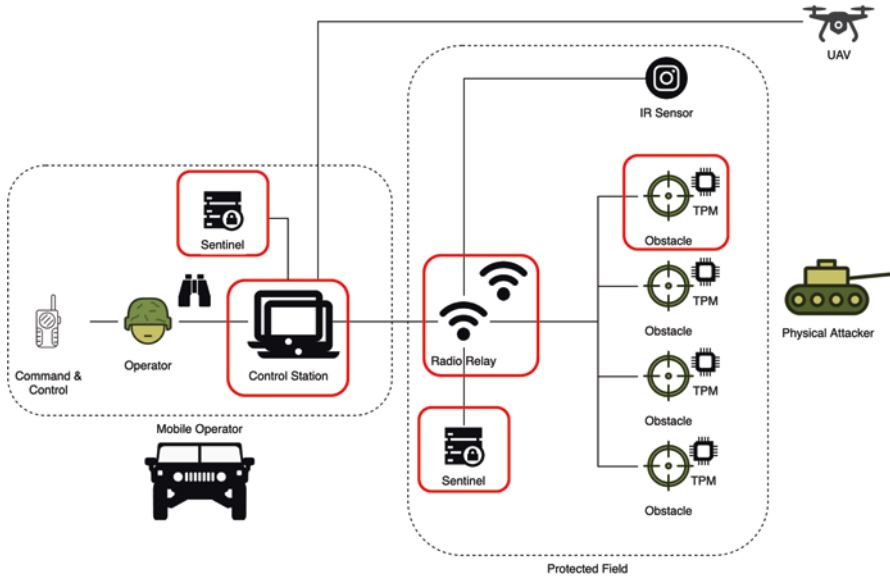 UAV
IR Sensor
Sentinel
TPM
Obstacle
TPM
Obstacle
Physical Attacker
Command &
Control
Operator
Control Station
Radio Relay
TPM
Obstacle
Mobile Operator
Sentinel
TPM
Obstacle
Protected Field